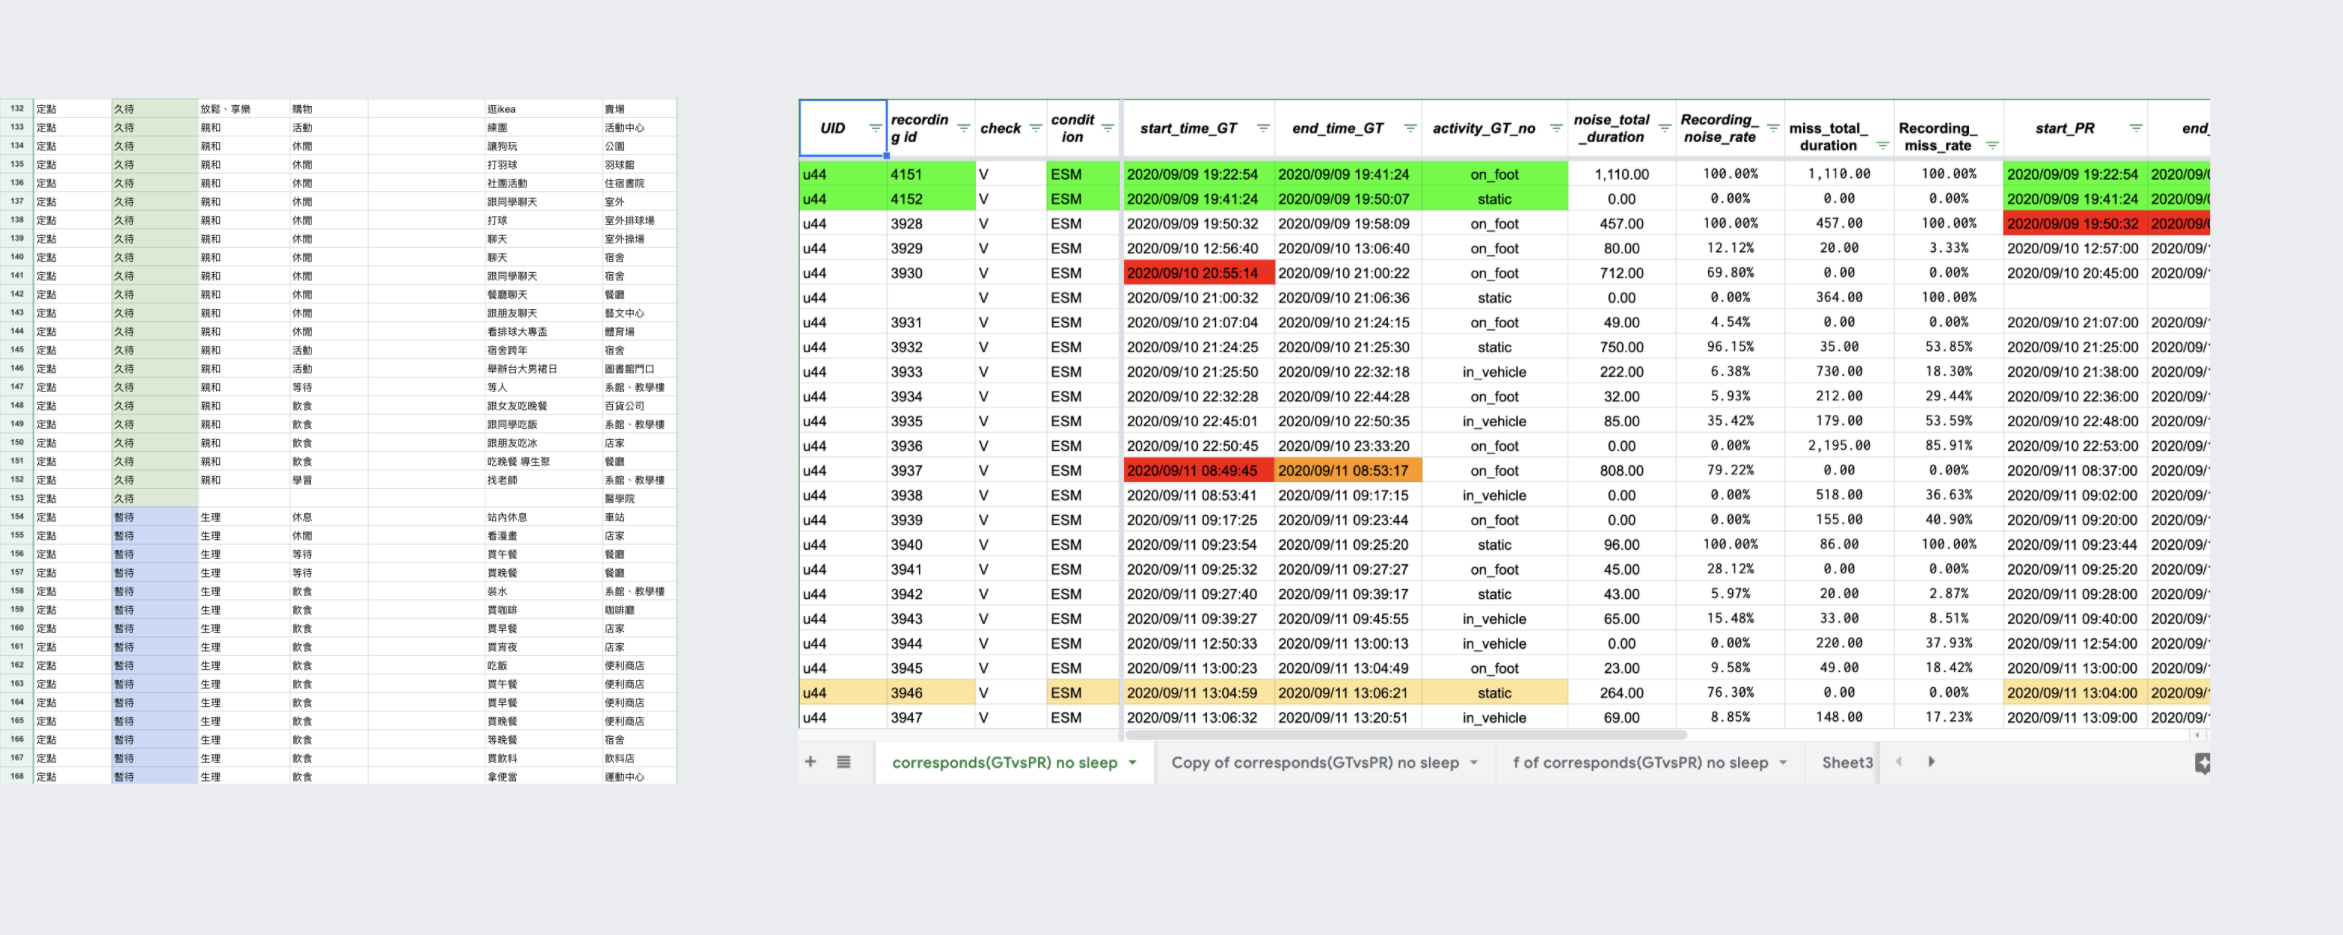 132 定點 久待 放鬆、享樂 購物 逛ikea 賣場
133 定點 久待 親和 活動 練團 活動中心
134 定點 久待 親和 休閒 讓狗玩 公園
135 定點 久待 親和 休閒 打羽球 羽球館
136 定點 久待 親和 休閒 社團活動 住宿書院
137 定點 久待 親和 休閒 跟同學聊天 室外
138 定點 久待 親和 休閒 打球 室外排球場
139 定點 久待 親和 休閒 聊天 室外操場
140 定點 久待 親和 休閒 聊天 宿舍
141 定點 久待 親和 休閒 跟同學聊天 宿舍
142 定點 久待 親和 休閒 餐廳聊天 餐廳
143 定點 久待 親和 休閒 跟朋友聊天 藝文中心
144 定點 久待 親和 休閒 看排球大專盃 體育場
145 定點 久待 親和 活動 宿舍跨年 宿舍
146 定點 久待 親和 活動 舉辦台大男裙日 圖書館門口
147 定點 久待 親和 等待 等人 系館、教學樓
148 定點 久待 親和 飲食 跟女友吃晚餐 百貨公司
149 定點 久待 親和 飲食 跟同學吃飯 系館、教學樓
150 定點 久待 親和 飲食 跟朋友吃冰 店家
151 定點 久待 親和 飲食 吃晚餐 導生聚 餐廳
152 定點 久待 親和 學習 找老師 系館、教學樓
153 定點 久待 醫學院
154 定點 暫待 生理 休息 站內休息 車站
155 定點 暫待 生理 休閒 看漫畫 店家
156 定點 暫待 生理 等待 買午餐 餐廳
157 定點 暫待 生理 等待 買晚餐 餐廳
158 定點 暫待 生理 飲食 裝水 系館、教學樓
159 定點 暫待 生理 飲食 買咖啡 咖啡廳
160 定點 暫待 生理 飲食 買早餐 店家
161 定點 暫待 生理 飲食 買宵夜 店家
162 定點 暫待 生理 飲食 吃飯 便利商店
163 定點 暫待 生理 飲食 買午餐 便利商店
164 定點 暫待 生理 飲食 買早餐 便利商店
165 定點 暫待 生理 飲食 買晚餐 便利商店
166 定點 暫待 生理 飲食 等晚餐 宿舍
167 定點 暫待 生理 飲食 買飲料 飲料店
168 定點 暫待 生理 飲食 拿便當 運動中心
UID recording id check condition start_time_GT end_time_GT activity_GT_no noise_total_duration Recording_noise_rate miss_total_duration Recording_miss_rate start_PR end_
u44 4151 V ESM 2020/09/09 19:22:54 2020/09/09 19:41:24 on_foot 1,110.00 100.00% 1,110.00 100.00% 2020/09/09 19:22:54 2020/09/
u44 4152 V ESM 2020/09/09 19:41:24 2020/09/09 19:50:07 static 0.00 0.00% 0.00 0.00% 2020/09/09 19:41:24 2020/09/
u44 3928 V ESM 2020/09/09 19:50:32 2020/09/09 19:58:09 on_foot 457.00 100.00% 457.00 100.00% 2020/09/09 19:50:32 2020/09/
u44 3929 V ESM 2020/09/10 12:56:40 2020/09/10 13:06:40 on_foot 80.00 12.12% 20.00 3.33% 2020/09/10 12:57:00 2020/09/
u44 3930 V ESM 2020/09/10 20:55:14 2020/09/10 21:00:22 on_foot 712.00 69.80% 0.00 0.00% 2020/09/10 20:45:00 2020/09/
u44 V ESM 2020/09/10 21:00:32 2020/09/10 21:06:36 static 0.00 0.00% 364.00 100.00%
u44 3931 V ESM 2020/09/10 21:07:04 2020/09/10 21:24:15 on_foot 49.00 4.54% 0.00 0.00% 2020/09/10 21:07:00 2020/09/
u44 3932 V ESM 2020/09/10 21:24:25 2020/09/10 21:25:30 static 750.00 96.15% 35.00 53.85% 2020/09/10 21:25:00 2020/09/
u44 3933 V ESM 2020/09/10 21:25:50 2020/09/10 22:32:18 in_vehicle 222.00 6.38% 730.00 18.30% 2020/09/10 21:38:00 2020/09/
u44 3934 V ESM 2020/09/10 22:32:28 2020/09/10 22:44:28 on_foot 32.00 5.93% 212.00 29.44% 2020/09/10 22:36:00 2020/09/
u44 3935 V ESM 2020/09/10 22:45:01 2020/09/10 22:50:35 in_vehicle 85.00 35.42% 179.00 53.59% 2020/09/10 22:48:00 2020/09/
u44 3936 V ESM 2020/09/10 22:50:45 2020/09/10 23:33:20 on_foot 0.00 0.00% 2,195.00 85.91% 2020/09/10 22:53:00 2020/09/
u44 3937 V ESM 2020/09/11 08:49:45 2020/09/11 08:53:17 on_foot 808.00 79.22% 0.00 0.00% 2020/09/11 08:37:00 2020/09/
u44 3938 V ESM 2020/09/11 08:53:41 2020/09/11 09:17:15 in_vehicle 0.00 0.00% 518.00 36.63% 2020/09/11 09:02:00 2020/09/
u44 3939 V ESM 2020/09/11 09:17:25 2020/09/11 09:23:44 on_foot 0.00 0.00% 155.00 40.90% 2020/09/11 09:20:00 2020/09/
u44 3940 V ESM 2020/09/11 09:23:54 2020/09/11 09:25:20 static 96.00 100.00% 86.00 100.00% 2020/09/11 09:23:44 2020/09/
u44 3941 V ESM 2020/09/11 09:25:32 2020/09/11 09:27:27 on_foot 45.00 28.12% 0.00 0.00% 2020/09/11 09:25:20 2020/09/
u44 3942 V ESM 2020/09/11 09:27:40 2020/09/11 09:39:17 static 43.00 5.97% 20.00 2.87% 2020/09/11 09:28:00 2020/09/
u44 3943 V ESM 2020/09/11 09:39:27 2020/09/11 09:45:55 in_vehicle 65.00 15.48% 33.00 8.51% 2020/09/11 09:40:00 2020/09/
u44 3944 V ESM 2020/09/11 12:50:33 2020/09/11 13:00:13 in_vehicle 0.00 0.00% 220.00 37.93% 2020/09/11 12:54:00 2020/09/
u44 3945 V ESM 2020/09/11 13:00:23 2020/09/11 13:04:49 on_foot 23.00 9.58% 49.00 18.42% 2020/09/11 13:00:00 2020/09/
u44 3946 V ESM 2020/09/11 13:04:59 2020/09/11 13:06:21 static 264.00 76.30% 0.00 0.00% 2020/09/11 13:04:00 2020/09/
u44 3947 V ESM 2020/09/11 13:06:32 2020/09/11 13:20:51 in_vehicle 69.00 8.85% 148.00 17.23% 2020/09/11 13:09:00 2020/09/
corresponds(GTvsPR) no sleep Copy of corresponds(GTvsPR) no sleep f of corresponds(GTvsPR) no sleep Sheet3